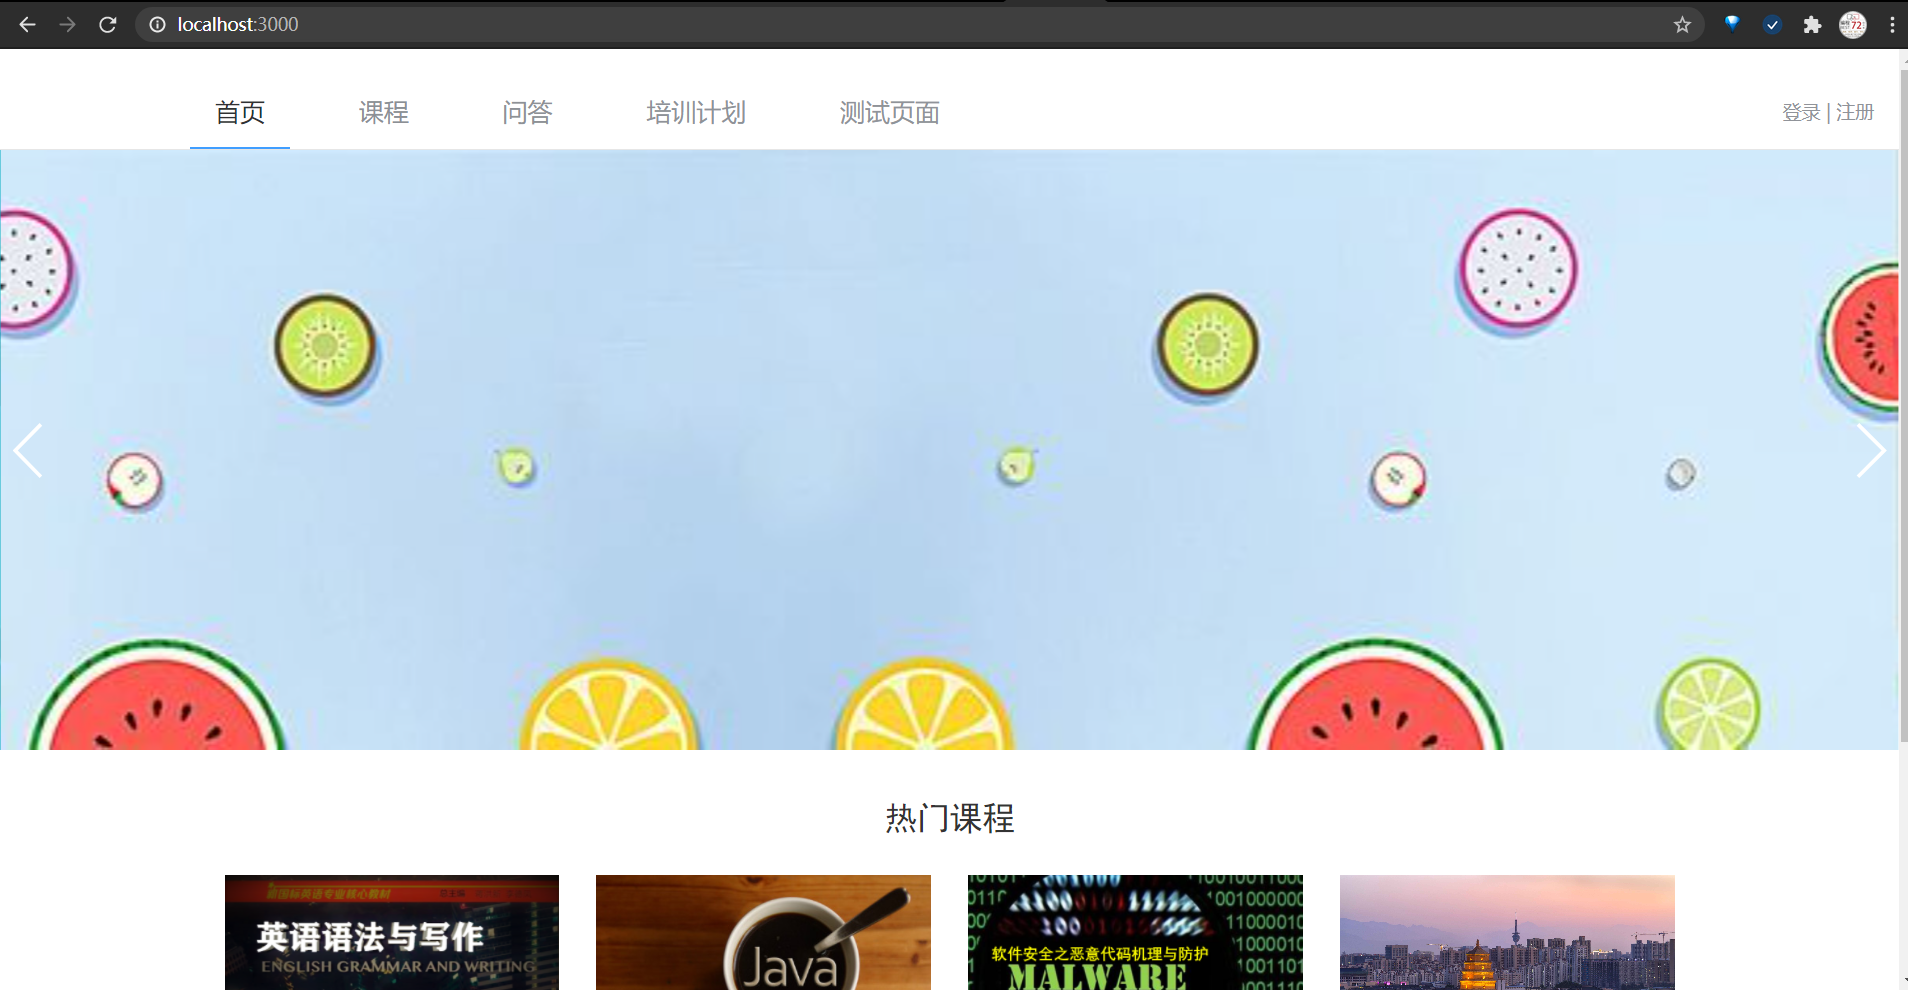 localhost:3000
首页 课程 问答 培训计划 测试页面 登录 | 注册
热门课程
英语语法与写作
ENGLISH GRAMMAR AND WRITING
Java
软件安全之恶意代码机理与防护
MALWARE